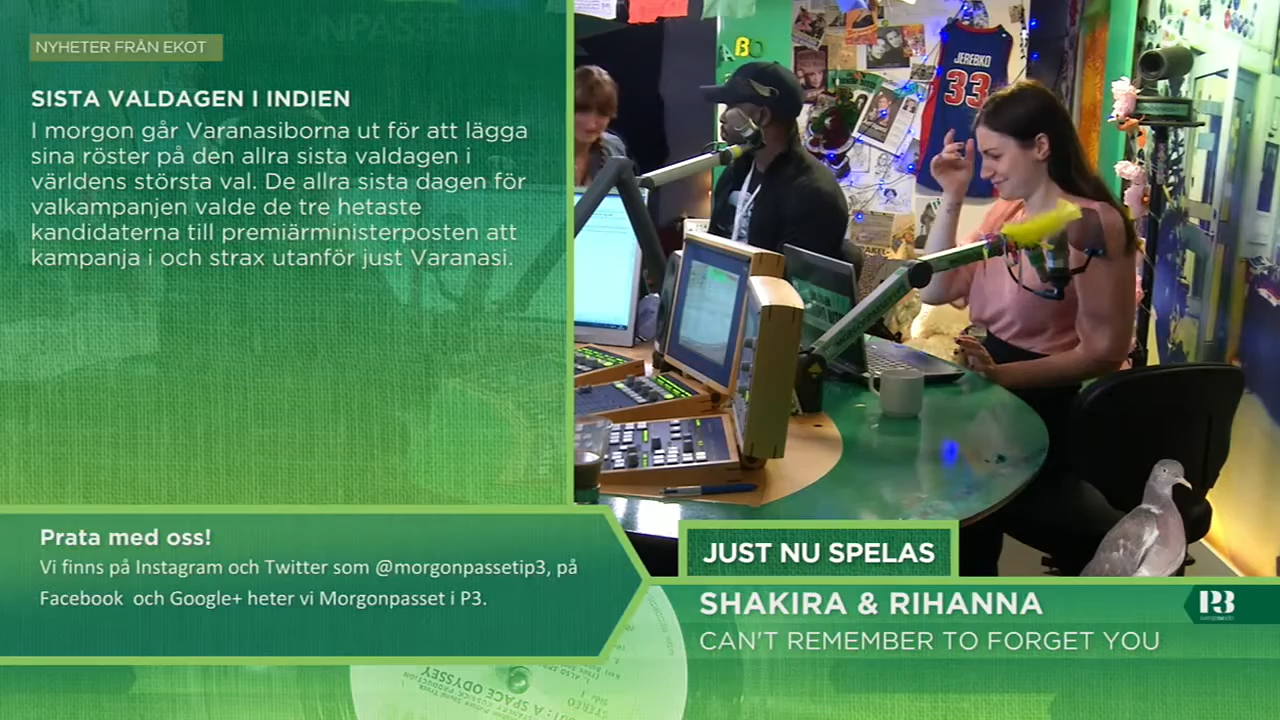 NYHETER FRÅN EKOT
SISTA VALDAGEN I INDIEN
I morgon går Varanasiborna ut för att lägga
sina röster på den allra sista valdagen i
världens största val. De allra sista dagen för
valkampanjen valde de tre hetaste
kandidaterna till premiärministerposten att
kampanja i och strax utanför just Varanasi.
JEREBKO
33
Prata med oss!
Vi finns på Instagram och Twitter som @morgonpassetip3, på
Facebook och Google+ heter vi Morgonpasset i P3.
JUST NU SPELAS
SHAKIRA & RIHANNA
CAN'T REMEMBER TO FORGET YOU
P3
STEREO
A SPACE ODYSSEY